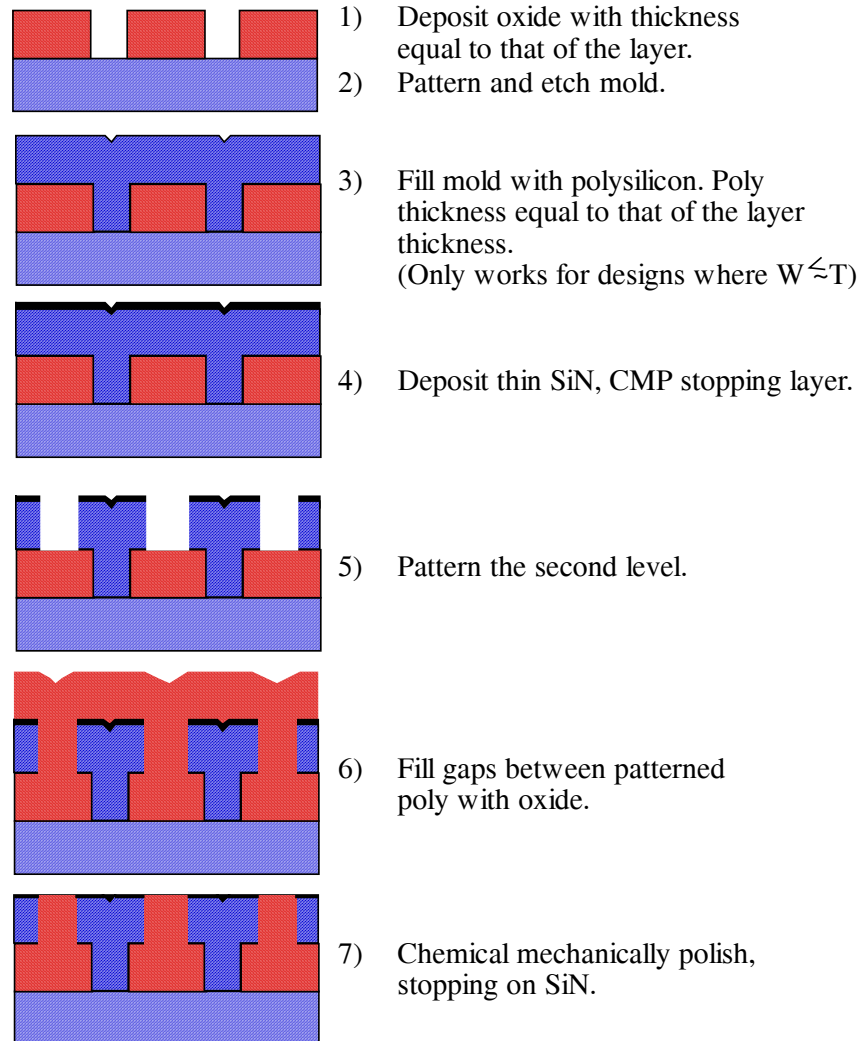 1) Deposit oxide with thickness
equal to that of the layer.
2) Pattern and etch mold.
3) Fill mold with polysilicon. Poly
thickness equal to that of the layer
thickness.
(Only works for designs where W ⪅ T)
4) Deposit thin SiN, CMP stopping layer.
5) Pattern the second level.
6) Fill gaps between patterned
poly with oxide.
7) Chemical mechanically polish,
stopping on SiN.